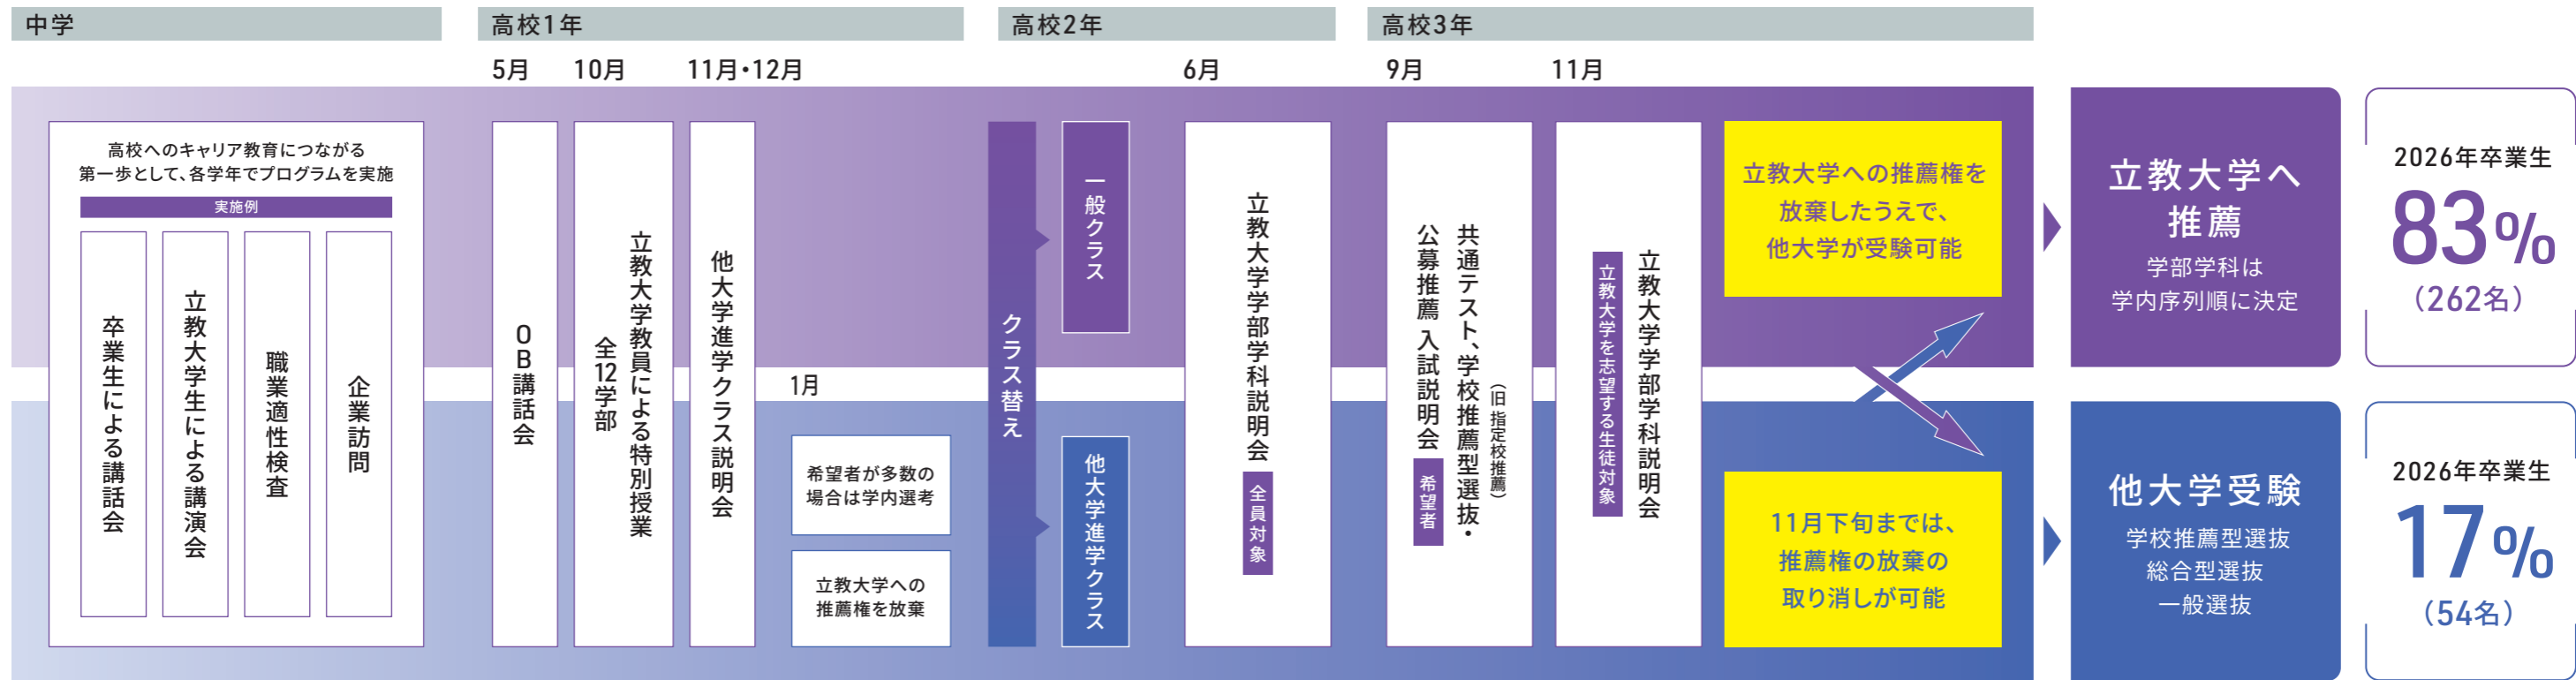 中学
高校1年
高校2年
高校3年
5月
10月
11月・12月
6月
9月
11月
高校へのキャリア教育につながる
第一歩として、各学年でプログラムを実施
実施例
卒業生による講話会
立教大学生による講演会
職業適性検査
企業訪問
OB講話会
立教大学教員による特別授業
全12学部
他大学進学クラス説明会
1月
希望者が多数の
場合は学内選考
立教大学への
推薦権を放棄
クラス替え
一般クラス
他大学進学クラス
立教大学学部学科説明会
全員対象
共通テスト、学校推薦型選抜・
(旧 指定校推薦)
公募推薦 入試説明会
希望者
立教大学学部学科説明会
立教大学を志望する生徒対象
立教大学への推薦権を
放棄したうえで、
他大学が受験可能
11月下旬までは、
推薦権の放棄の
取り消しが可能
立教大学へ
推薦
学部学科は
学内序列順に決定
2026年卒業生
83%
(262名)
他大学受験
学校推薦型選抜
総合型選抜
一般選抜
2026年卒業生
17%
(54名)